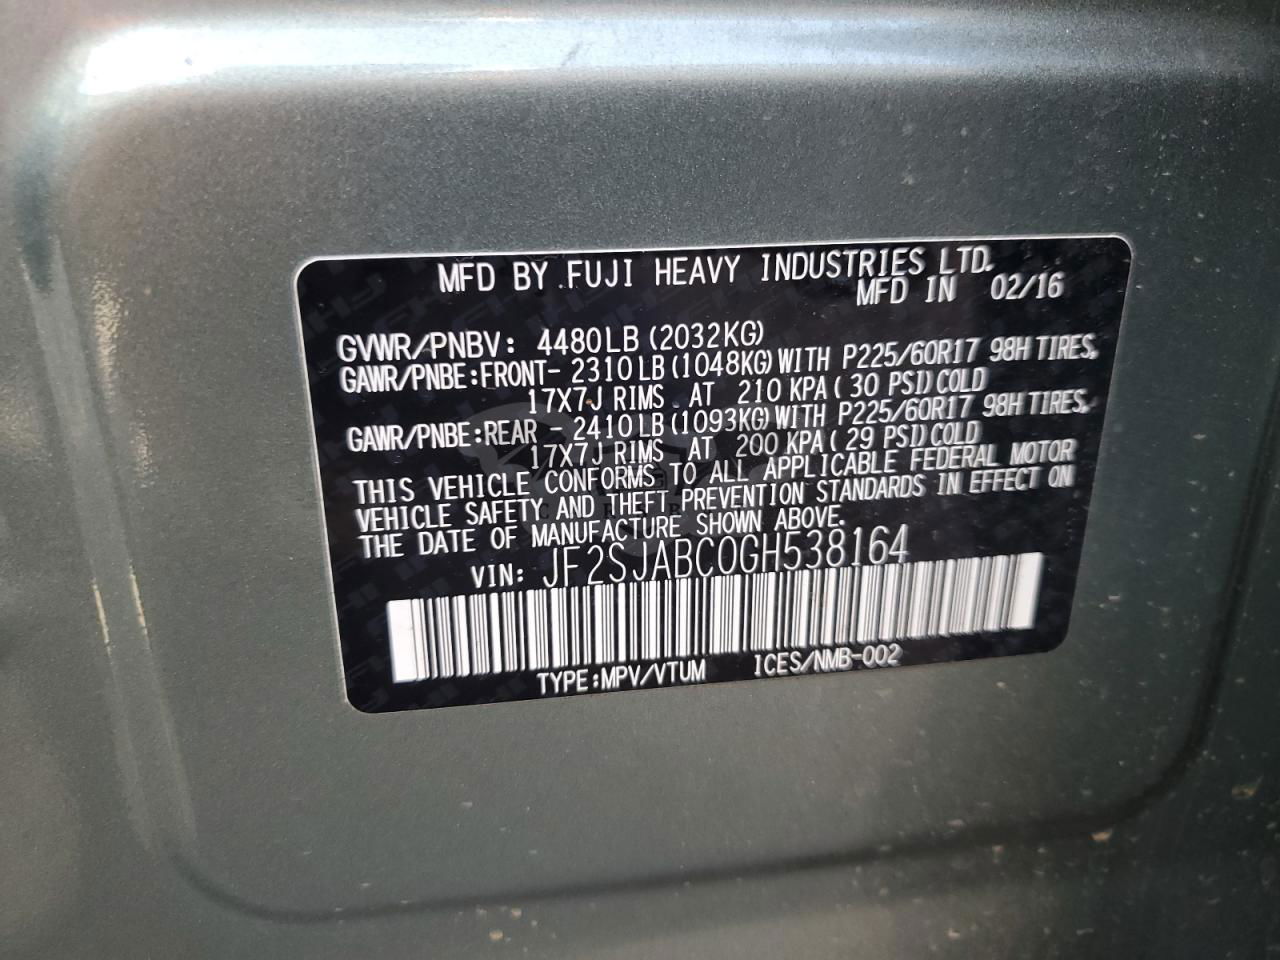 MFD BY FUJI HEAVY INDUSTRIES LTD.
MFD IN 02/16
GVWR/PNBV: 4480LB (2032KG)
GAWR/PNBE:FRONT- 2310LB (1048KG) WITH P225/60R17 98H TIRES.
17X7J RIMS AT 210 KPA (30 PSI) COLD
GAWR/PNBE:REAR - 2410LB (1093KG) WITH P225/60R17 98H TIRES.
17X7J RIMS AT 200 KPA (29 PSI) COLD
THIS VEHICLE CONFORMS TO ALL APPLICABLE FEDERAL MOTOR
VEHICLE SAFETY AND THEFT PREVENTION STANDARDS IN EFFECT ON
THE DATE OF MANUFACTURE SHOWN ABOVE.
VIN: JF2SJABC0GH538164
TYPE:MPV/VTUM ICES/NMB-002